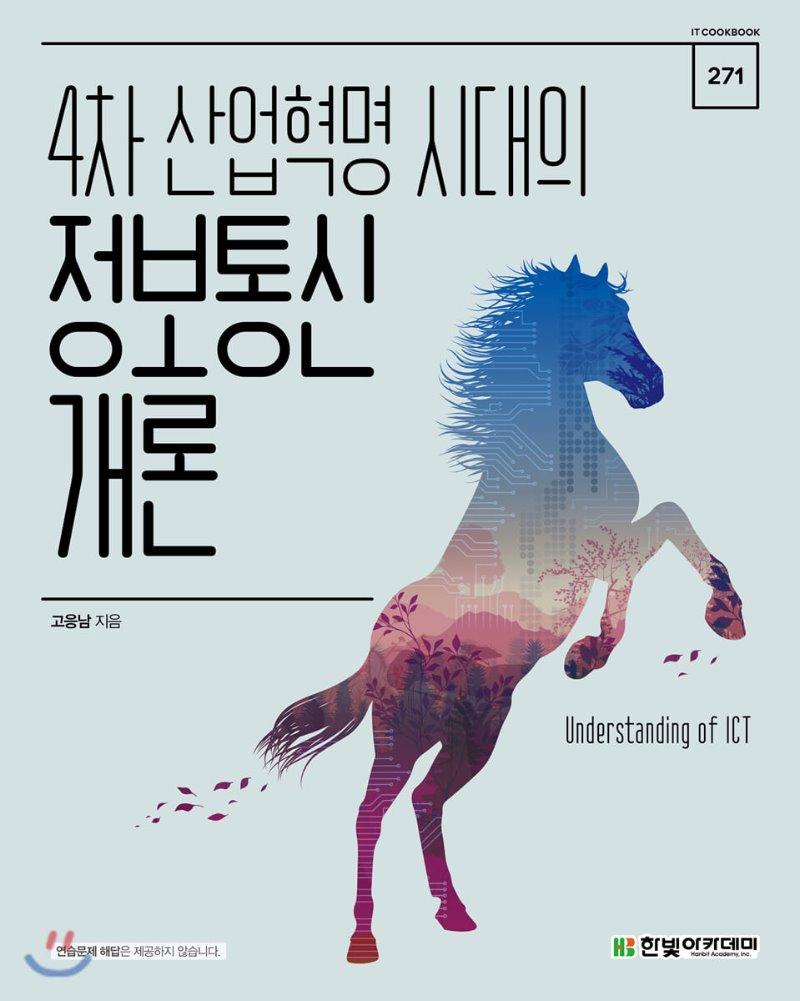 IT COOKBOOK
271
4차 산업혁명 시대의
정보통신
개론
고응남 지음
Understanding of ICT
연습문제 해답은 제공하지 않습니다.
HB 한빛아카데미
Hanbit Academy, Inc.